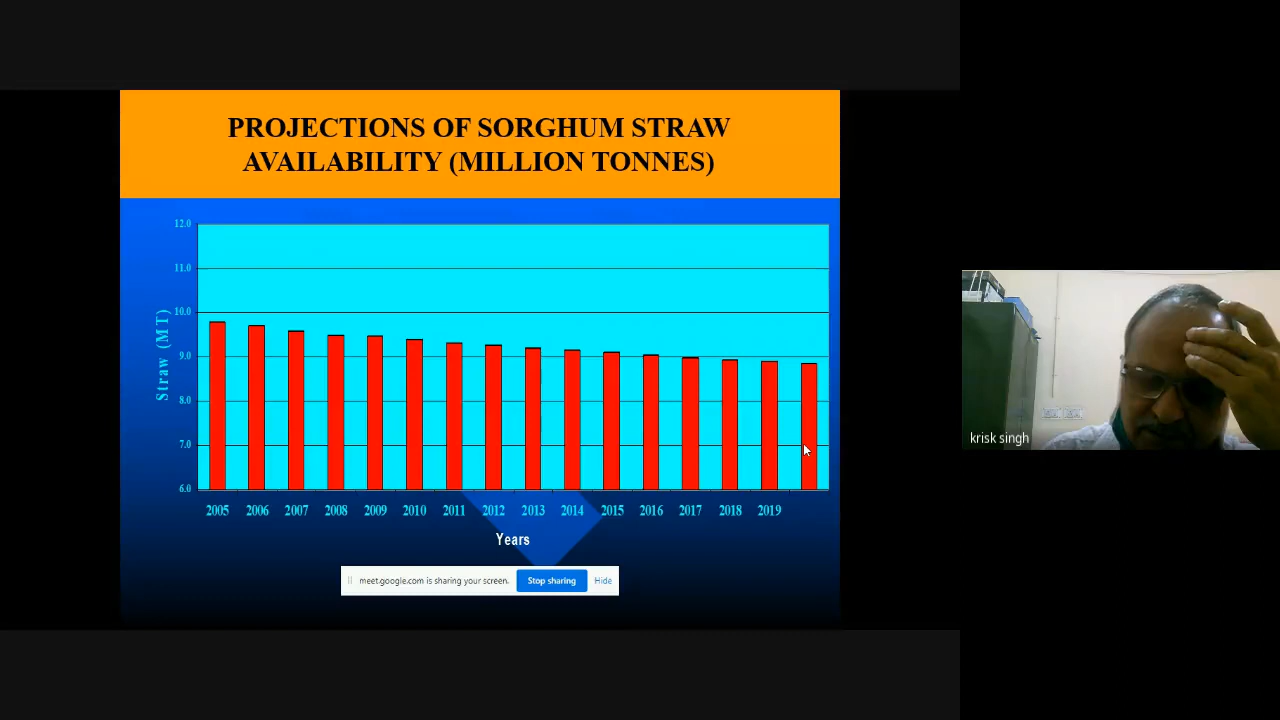 PROJECTIONS OF SORGHUM STRAW
AVAILABILITY (MILLION TONNES)
12.0
11.0
10.0
9.0
8.0
7.0
6.0
Straw (MT)
2005 2006 2007 2008 2009 2010 2011 2012 2013 2014 2015 2016 2017 2018 2019
Years
meet.google.com is sharing your screen. Stop sharing Hide
krisk singh